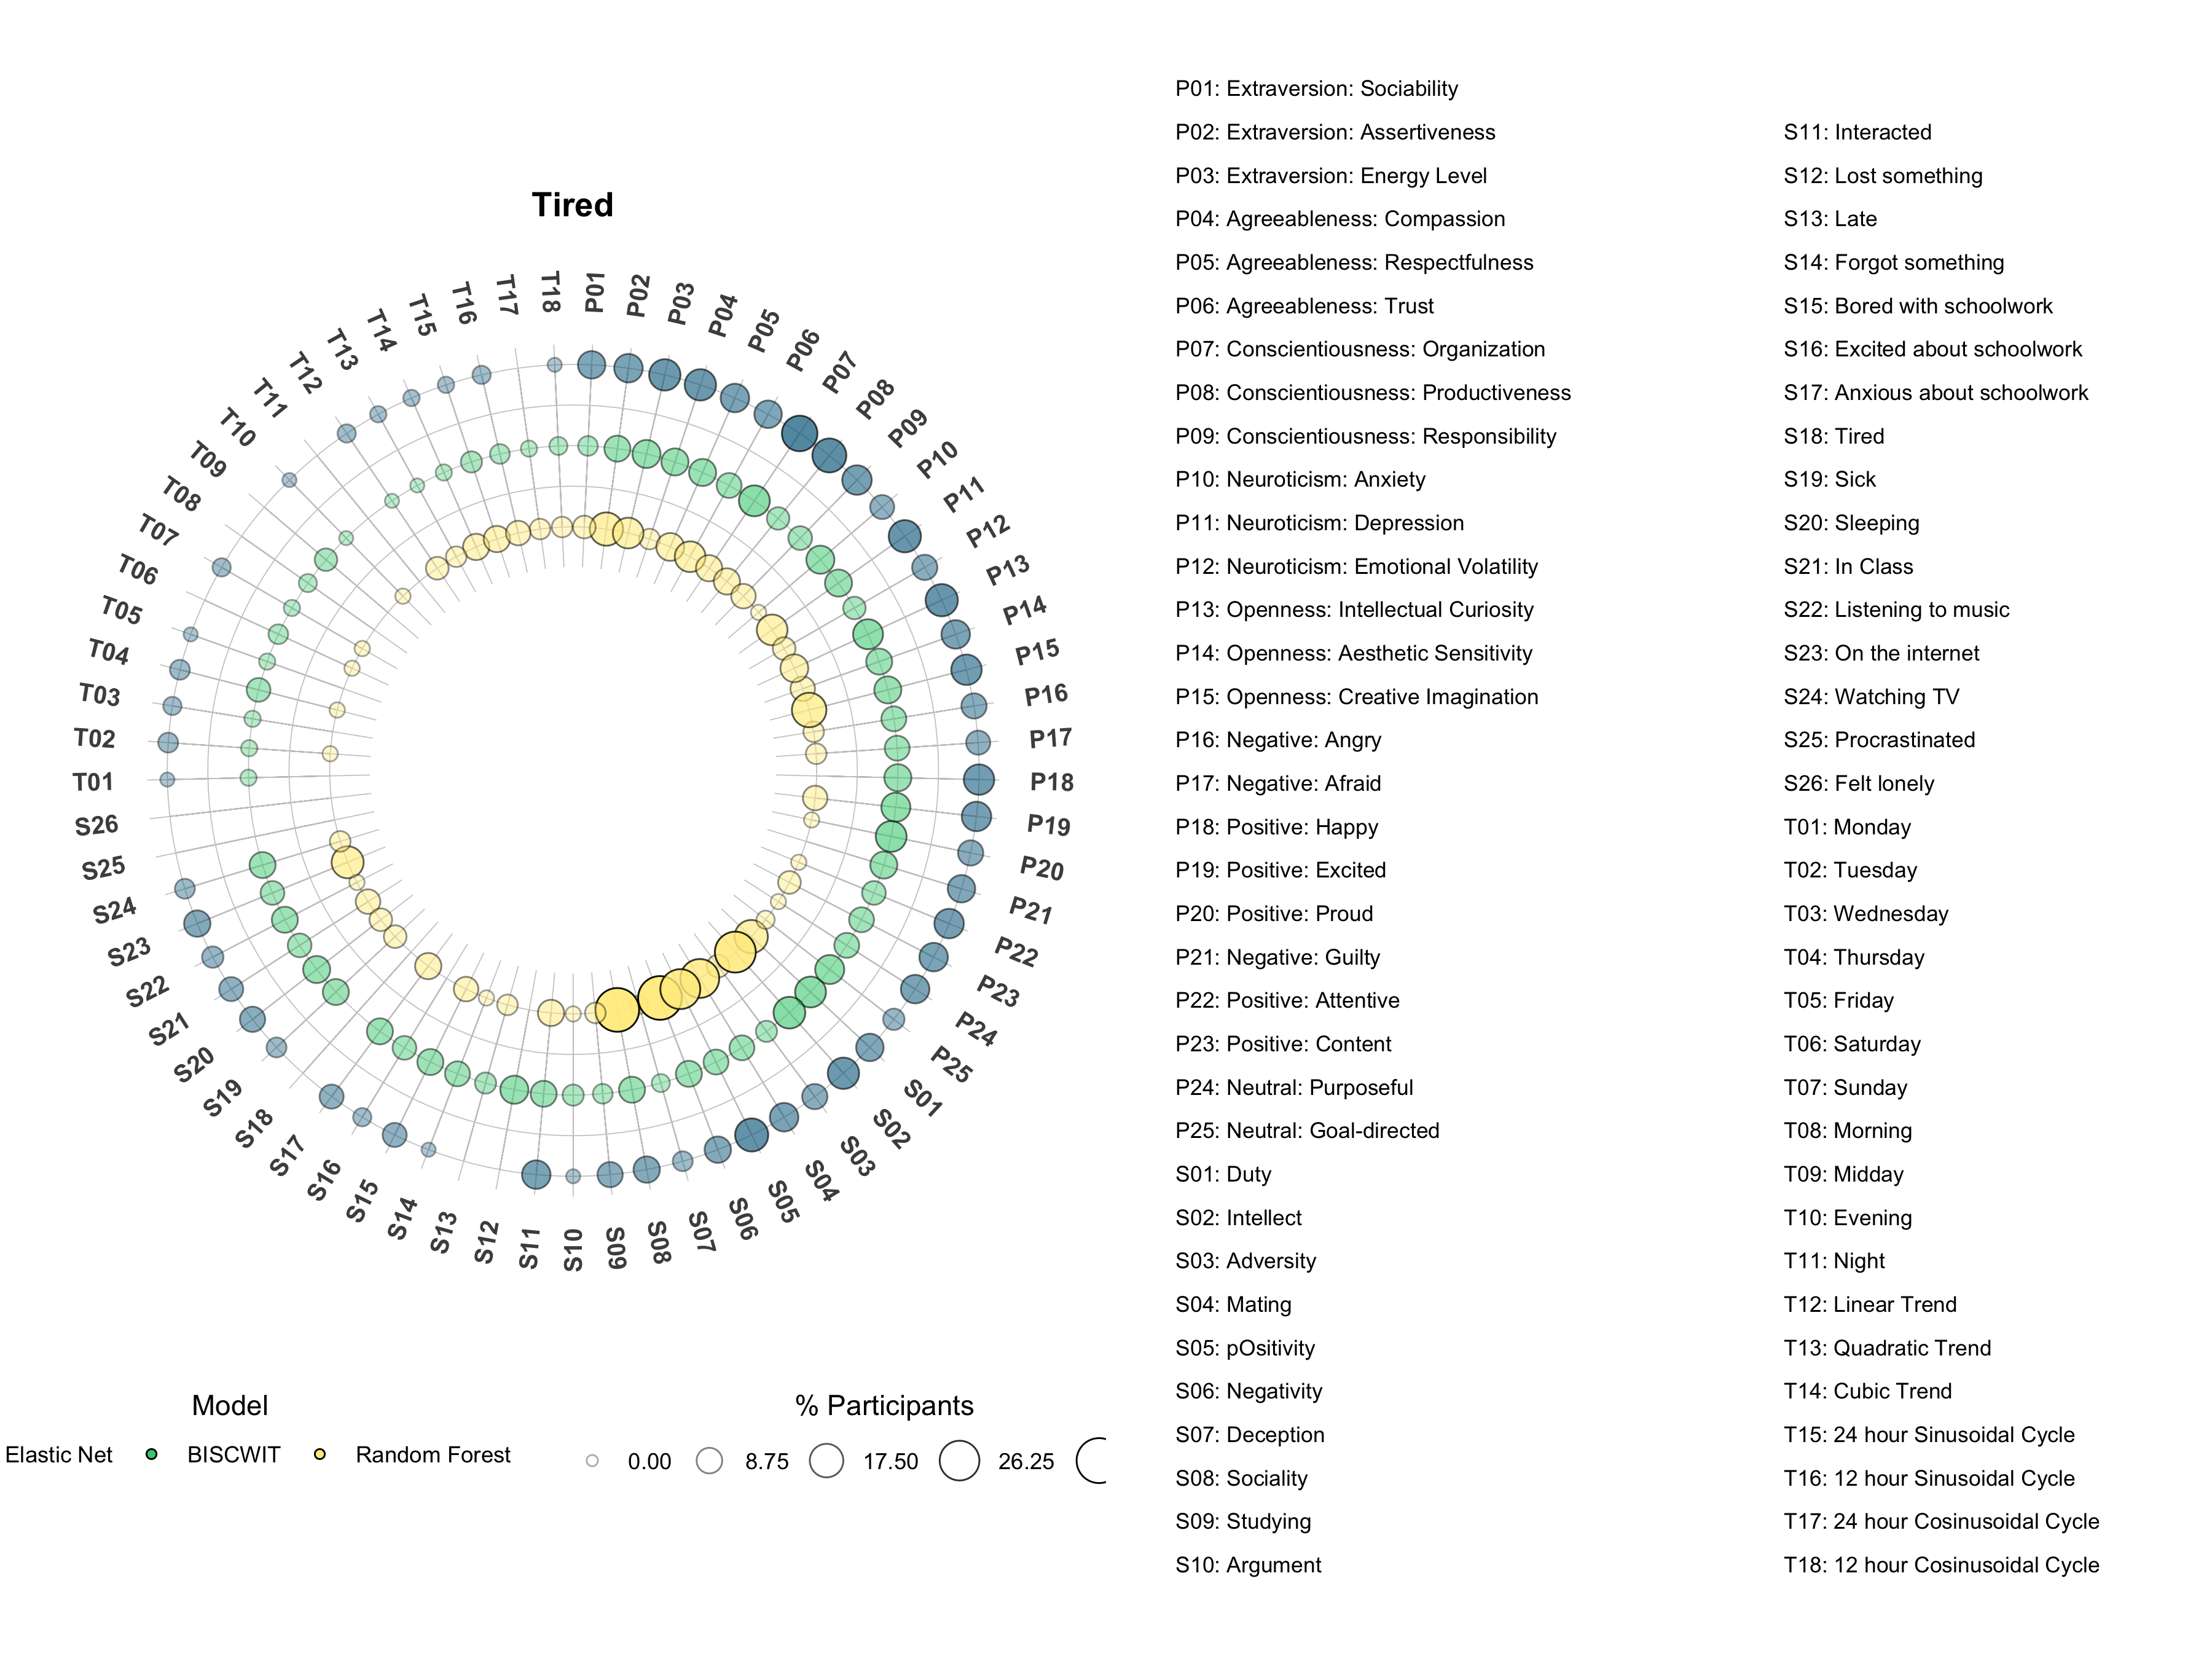 Tired
P01
P02
P03
P04
P05
P06
P07
P08
P09
P10
P11
P12
P13
P14
P15
P16
P17
P18
P19
P20
P21
P22
P23
P24
P25
S01
S02
S03
S04
S05
S06
S07
S08
S09
S10
S11
S12
S13
S14
S15
S16
S17
S18
S19
S20
S21
S22
S23
S24
S25
S26
T01
T02
T03
T04
T05
T06
T07
T08
T09
T10
T11
T12
T13
T14
T15
T16
T17
T18
Model
Elastic Net
BISCWIT
Random Forest
% Participants
0.00
8.75
17.50
26.25
P01: Extraversion: Sociability
P02: Extraversion: Assertiveness
P03: Extraversion: Energy Level
P04: Agreeableness: Compassion
P05: Agreeableness: Respectfulness
P06: Agreeableness: Trust
P07: Conscientiousness: Organization
P08: Conscientiousness: Productiveness
P09: Conscientiousness: Responsibility
P10: Neuroticism: Anxiety
P11: Neuroticism: Depression
P12: Neuroticism: Emotional Volatility
P13: Openness: Intellectual Curiosity
P14: Openness: Aesthetic Sensitivity
P15: Openness: Creative Imagination
P16: Negative: Angry
P17: Negative: Afraid
P18: Positive: Happy
P19: Positive: Excited
P20: Positive: Proud
P21: Negative: Guilty
P22: Positive: Attentive
P23: Positive: Content
P24: Neutral: Purposeful
P25: Neutral: Goal-directed
S01: Duty
S02: Intellect
S03: Adversity
S04: Mating
S05: pOsitivity
S06: Negativity
S07: Deception
S08: Sociality
S09: Studying
S10: Argument
S11: Interacted
S12: Lost something
S13: Late
S14: Forgot something
S15: Bored with schoolwork
S16: Excited about schoolwork
S17: Anxious about schoolwork
S18: Tired
S19: Sick
S20: Sleeping
S21: In Class
S22: Listening to music
S23: On the internet
S24: Watching TV
S25: Procrastinated
S26: Felt lonely
T01: Monday
T02: Tuesday
T03: Wednesday
T04: Thursday
T05: Friday
T06: Saturday
T07: Sunday
T08: Morning
T09: Midday
T10: Evening
T11: Night
T12: Linear Trend
T13: Quadratic Trend
T14: Cubic Trend
T15: 24 hour Sinusoidal Cycle
T16: 12 hour Sinusoidal Cycle
T17: 24 hour Cosinusoidal Cycle
T18: 12 hour Cosinusoidal Cycle